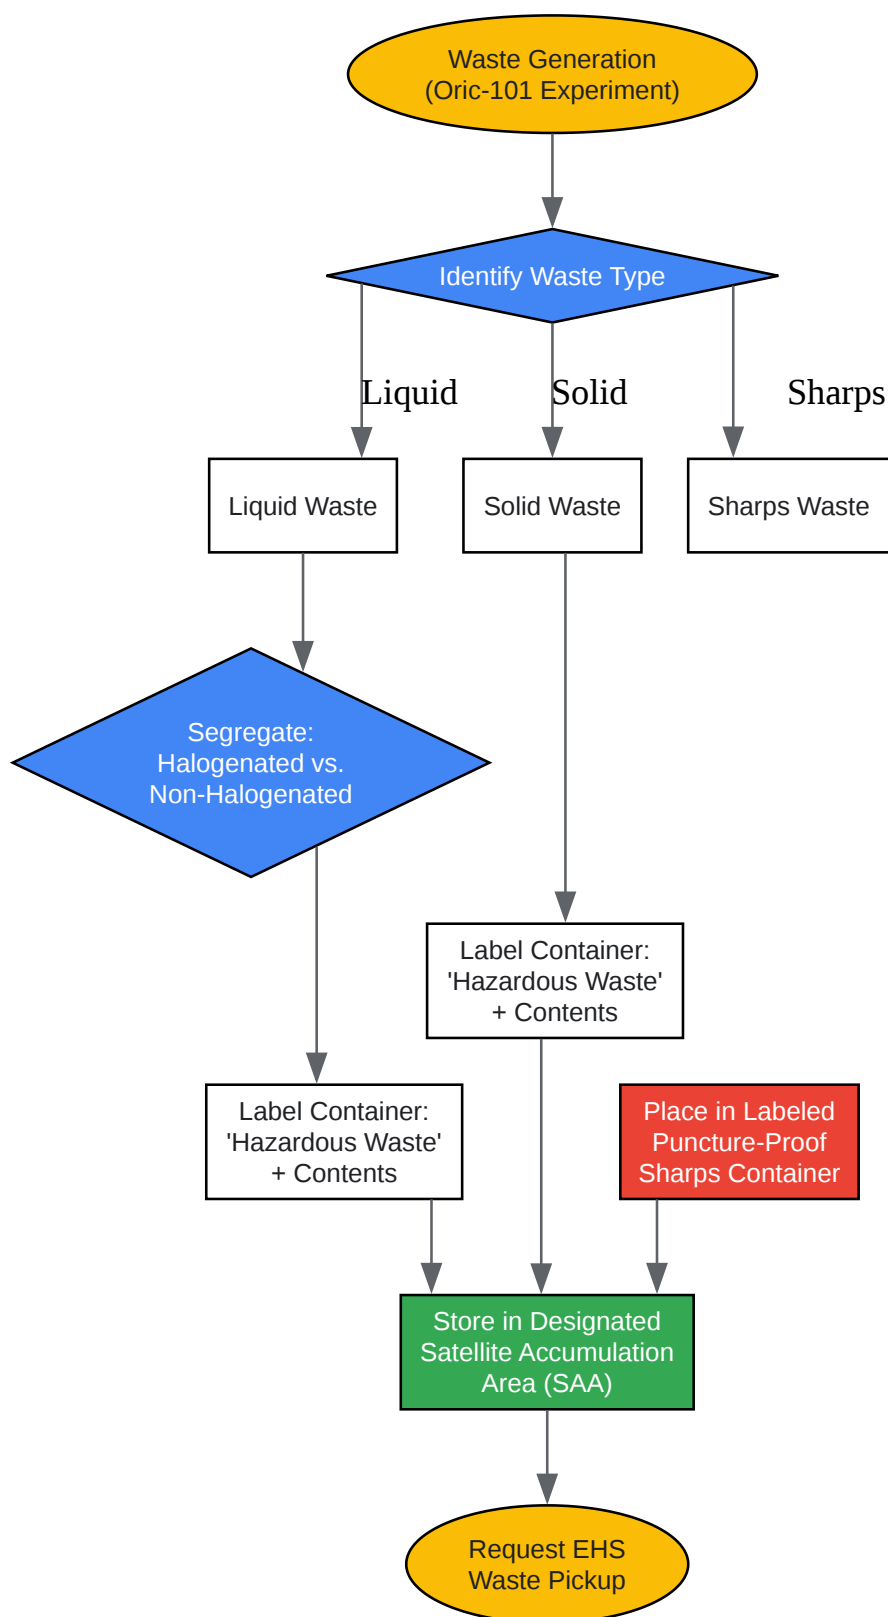 Waste Generation
(Oric-101 Experiment)
Identify Waste Type
Liquid
Solid
Sharps
Liquid Waste
Solid Waste
Sharps Waste
Segregate:
Halogenated vs.
Non-Halogenated
Label Container:
'Hazardous Waste'
+ Contents
Label Container:
'Hazardous Waste'
+ Contents
Place in Labeled
Puncture-Proof
Sharps Container
Store in Designated
Satellite Accumulation
Area (SAA)
Request EHS
Waste Pickup